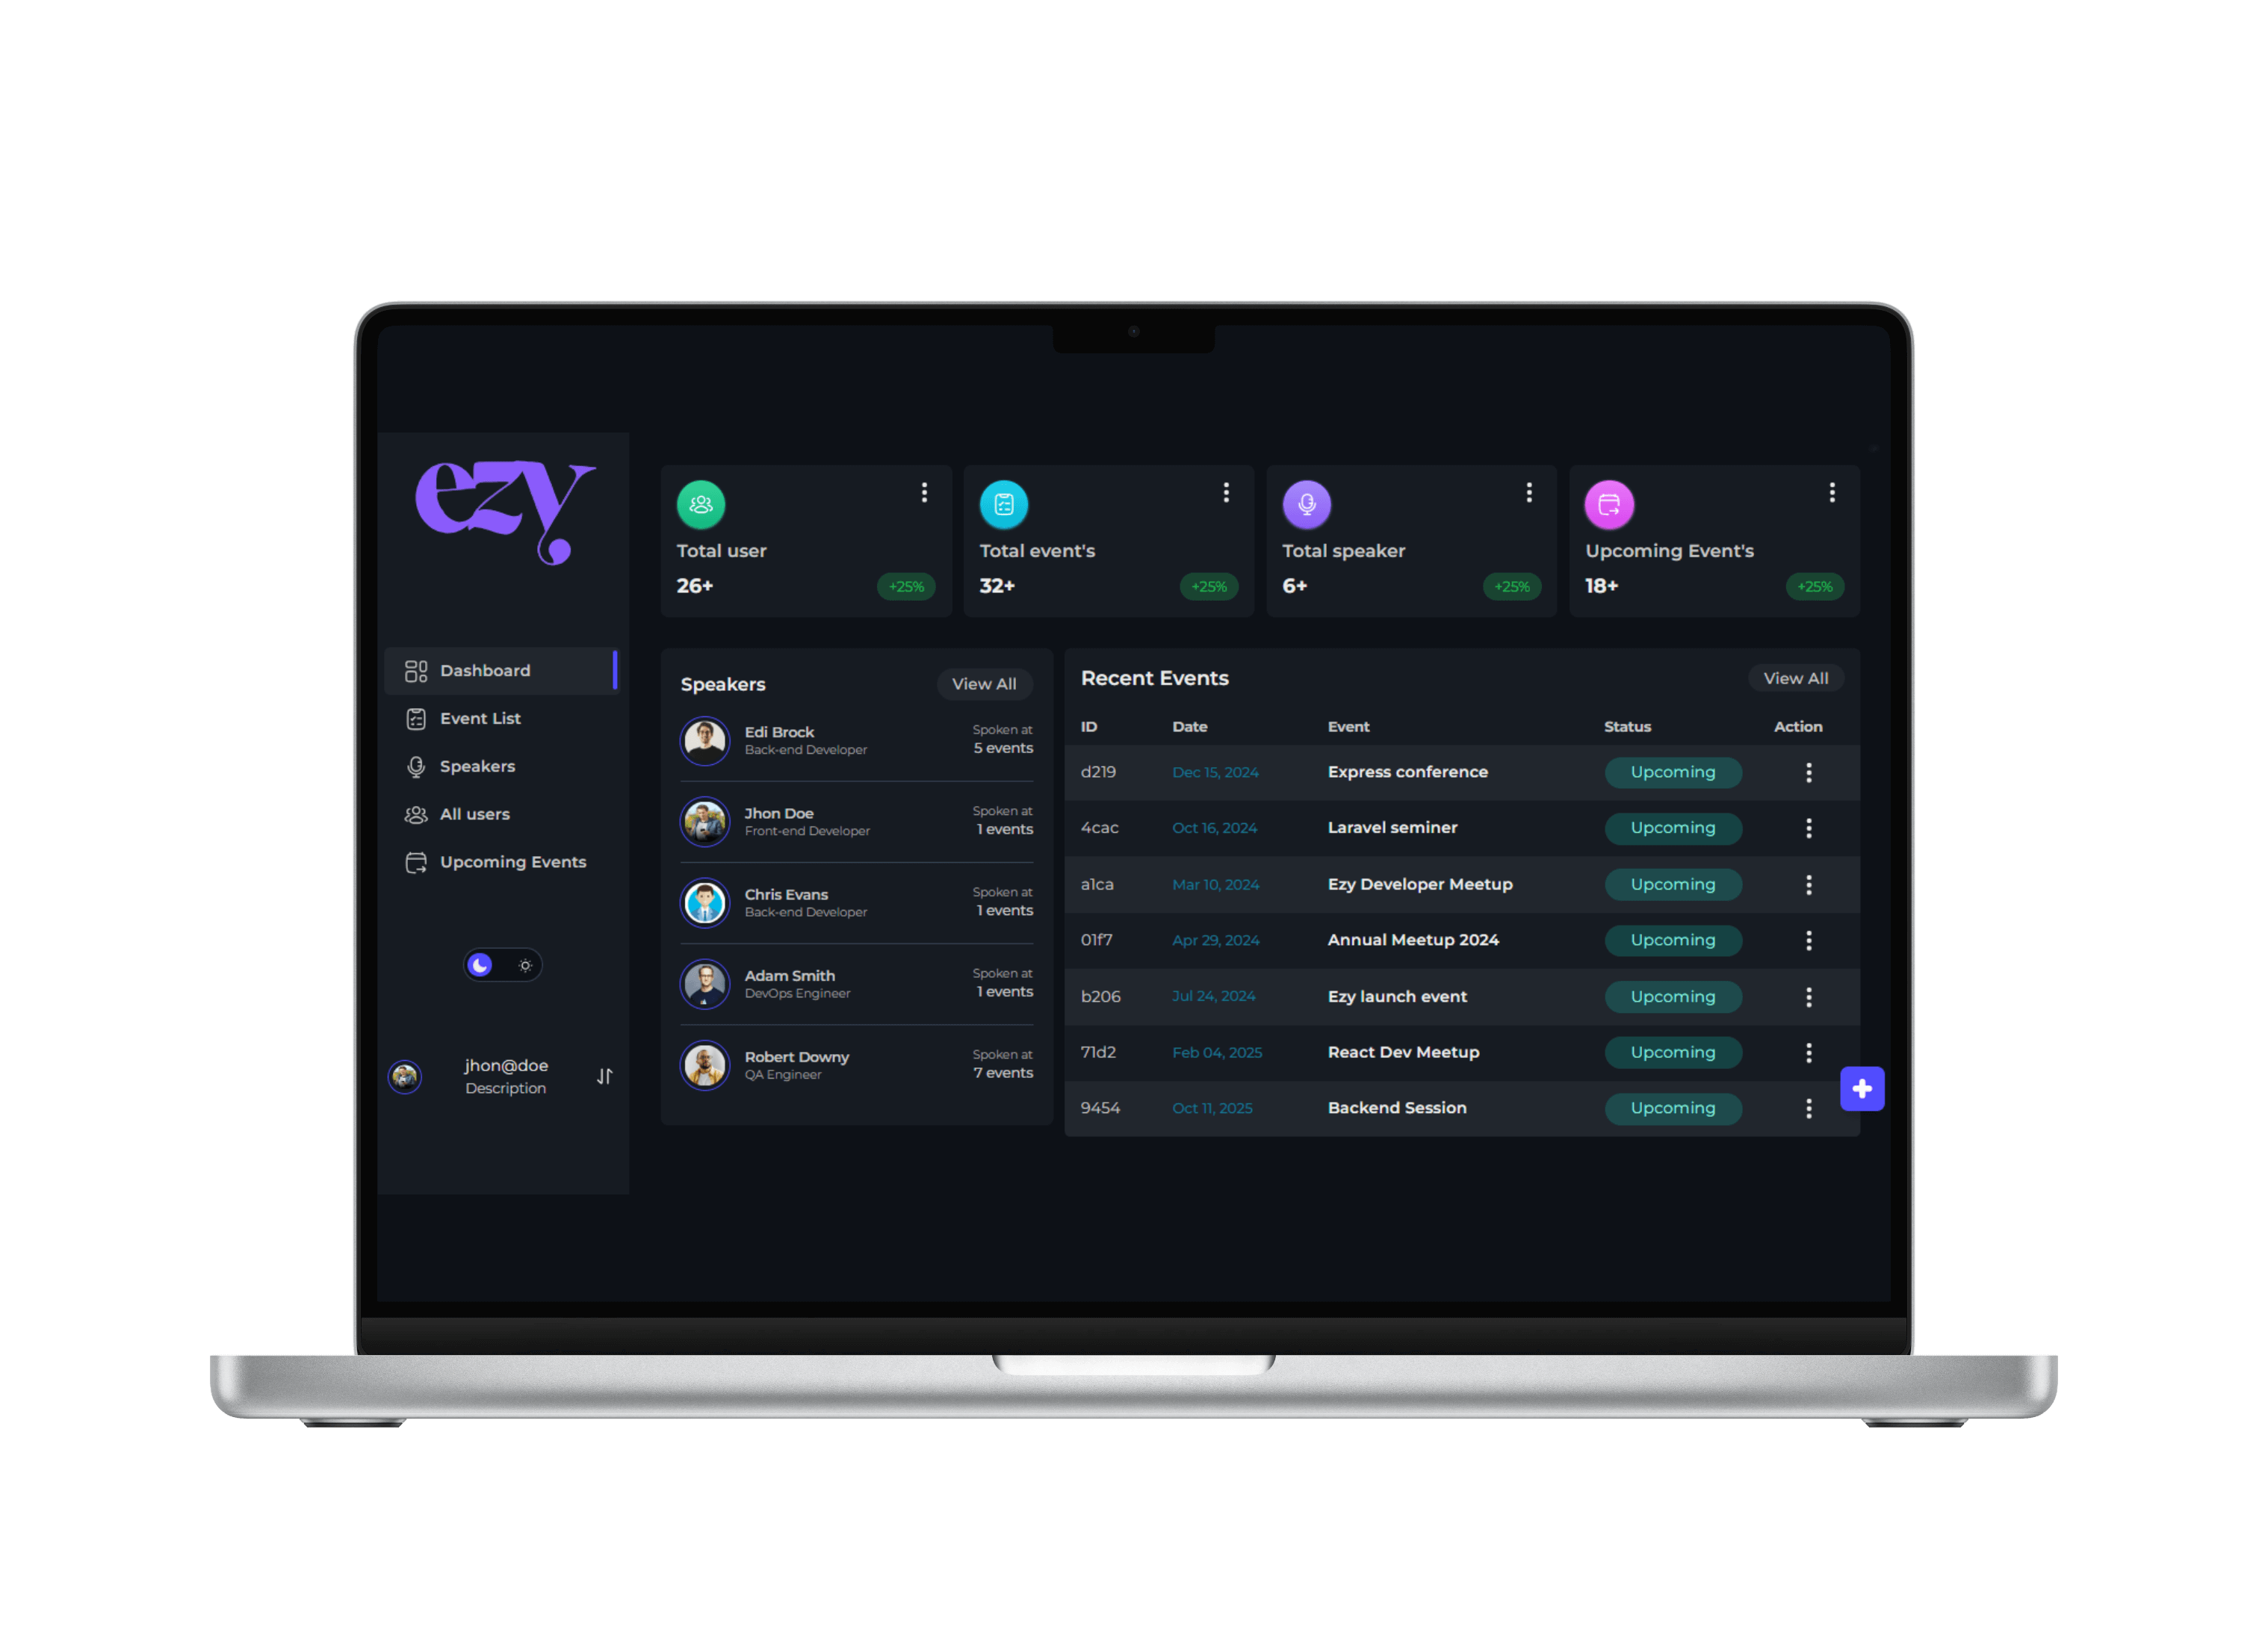 ezy
Dashboard
Event List
Speakers
All users
Upcoming Events
jhon@doe
Description
Total user
26+ +25%
Total event's
32+ +25%
Total speaker
6+ +25%
Upcoming Event's
18+ +25%
Speakers View All
Edi Brock
Back-end Developer
Spoken at
5 events
Jhon Doe
Front-end Developer
Spoken at
1 events
Chris Evans
Back-end Developer
Spoken at
1 events
Adam Smith
DevOps Engineer
Spoken at
1 events
Robert Downy
QA Engineer
Spoken at
7 events
Recent Events View All
ID Date Event Status Action
d219 Dec 15, 2024 Express conference Upcoming
4cac Oct 16, 2024 Laravel seminer Upcoming
a1ca Mar 10, 2024 Ezy Developer Meetup Upcoming
01f7 Apr 29, 2024 Annual Meetup 2024 Upcoming
b206 Jul 24, 2024 Ezy launch event Upcoming
71d2 Feb 04, 2025 React Dev Meetup Upcoming
9454 Oct 11, 2025 Backend Session Upcoming